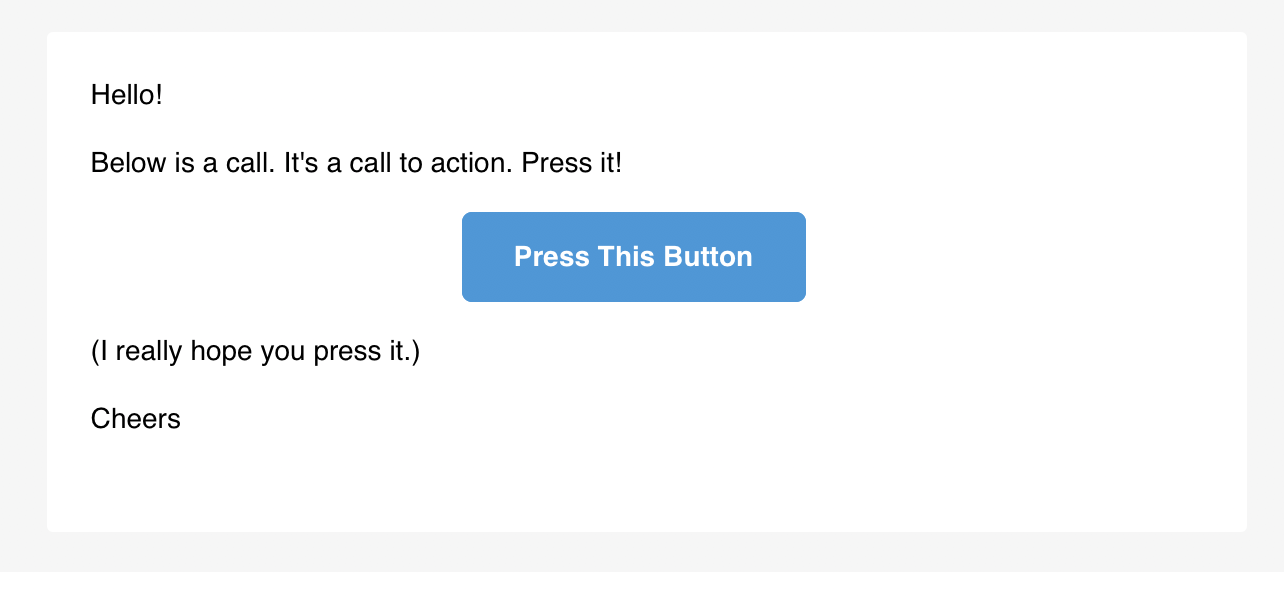 Hello!
Below is a call. It's a call to action. Press it!
Press This Button
(I really hope you press it.)
Cheers